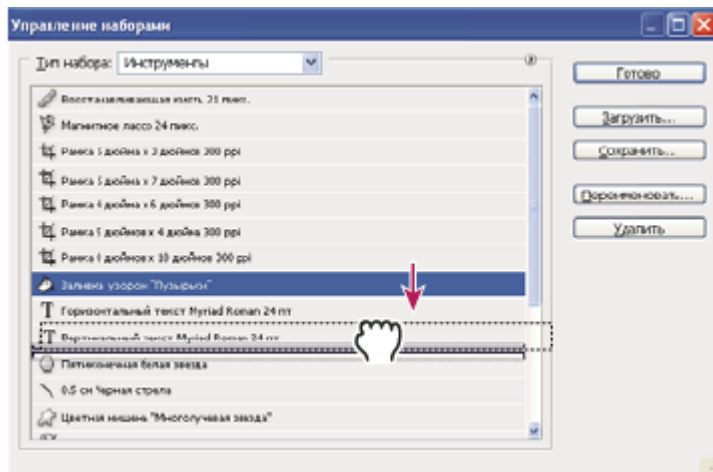 Управление наборами
Тип набора: Инструменты
Готово
Загрузить...
Сохранить...
Переименовать...
Удалить
Восстанавливающая кисть 21 пикс.
Магнитное лассо 24 пикс.
Рамка 5 дюйма x 3 дюймов 300 ppi
Рамка 5 дюйма x 7 дюймов 300 ppi
Рамка 4 дюйма x 6 дюймов 300 ppi
Рамка 5 дюймов x 4 дюйма 300 ppi
Рамка дюймов x 10 дюймов 300 ppi
Заливка узором "Пузырьки"
Горизонтальный текст Myriad Roman 24 пт
Вертикальный текст Myriad Roman 24 пт
Пятиконечная белая звезда
0.5 см Черная стрела
Цветная мишень "Многолучевая звезда"